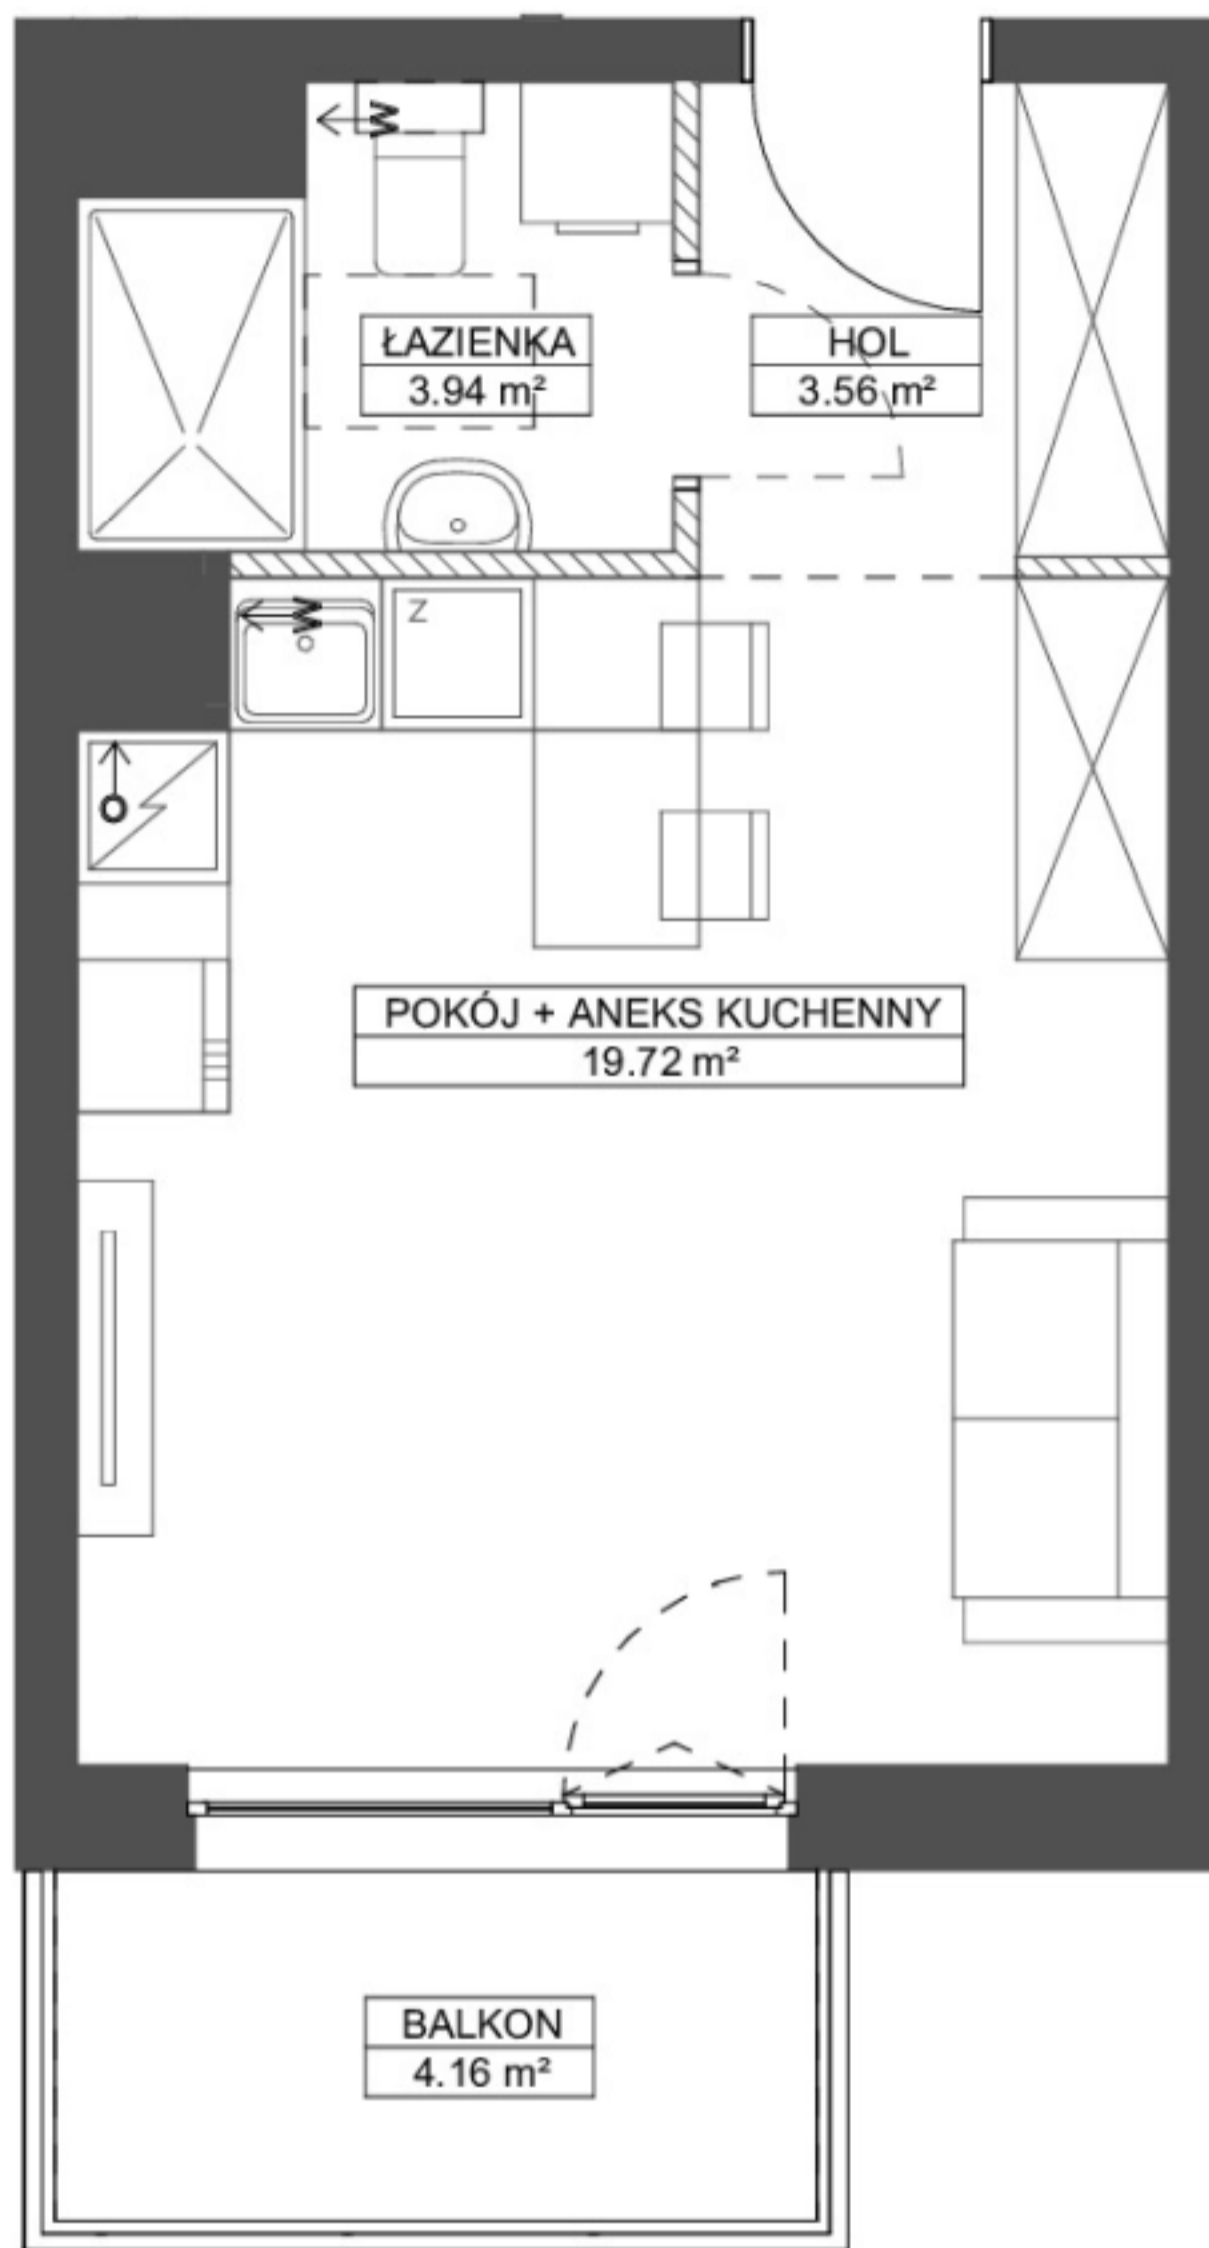 W
ŁAZIENKA
3.94 m²
HOL
3.56 m²
W
Z
O
POKÓJ + ANEKS KUCHENNY
19.72 m²
BALKON
4.16 m²